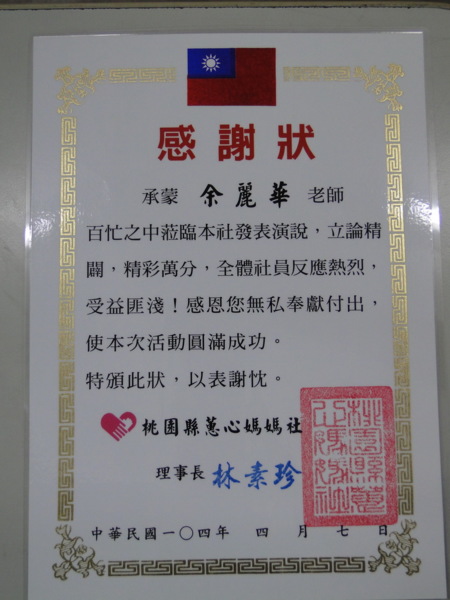 感謝狀
承蒙 余麗華 老師
百忙之中蒞臨本社發表演說，立論精
闢，精彩萬分，全體社員反應熱烈，
受益匪淺！感恩您無私奉獻付出，
使本次活動圓滿成功。
特頒此狀，以表謝忱。
桃園縣蕙心媽媽社
理事長 林素珍
中華民國一〇四年 四 月 七 日